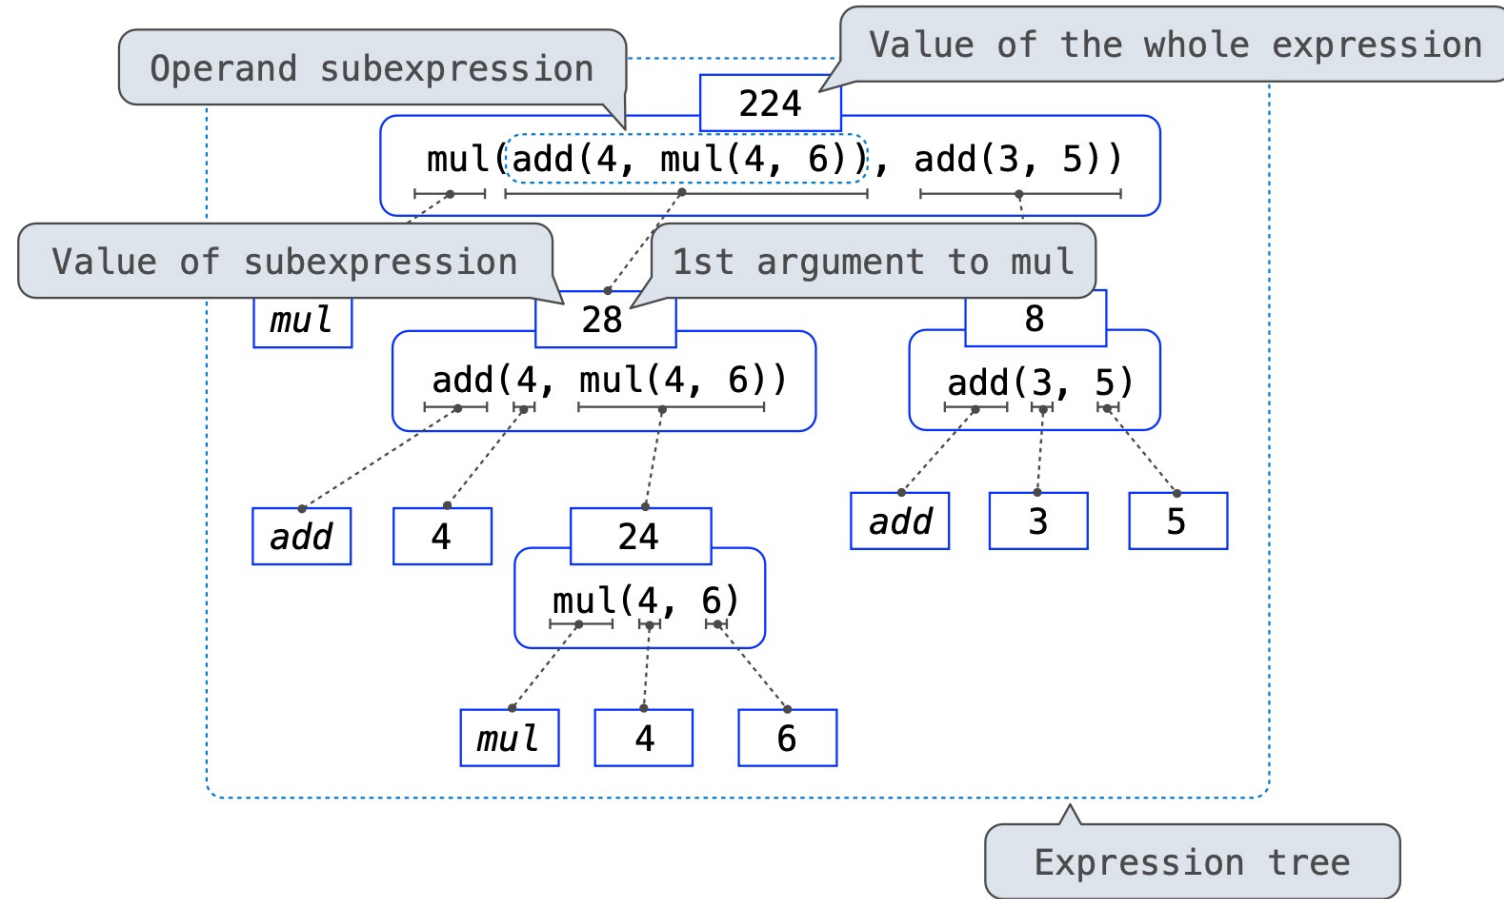 Value of the whole expression
Operand subexpression
224
mul(add(4, mul(4, 6)), add(3, 5))
Value of subexpression
1st argument to mul
mul
28
8
add(4, mul(4, 6))
add(3, 5)
add
4
24
add
3
5
mul(4, 6)
mul
4
6
Expression tree